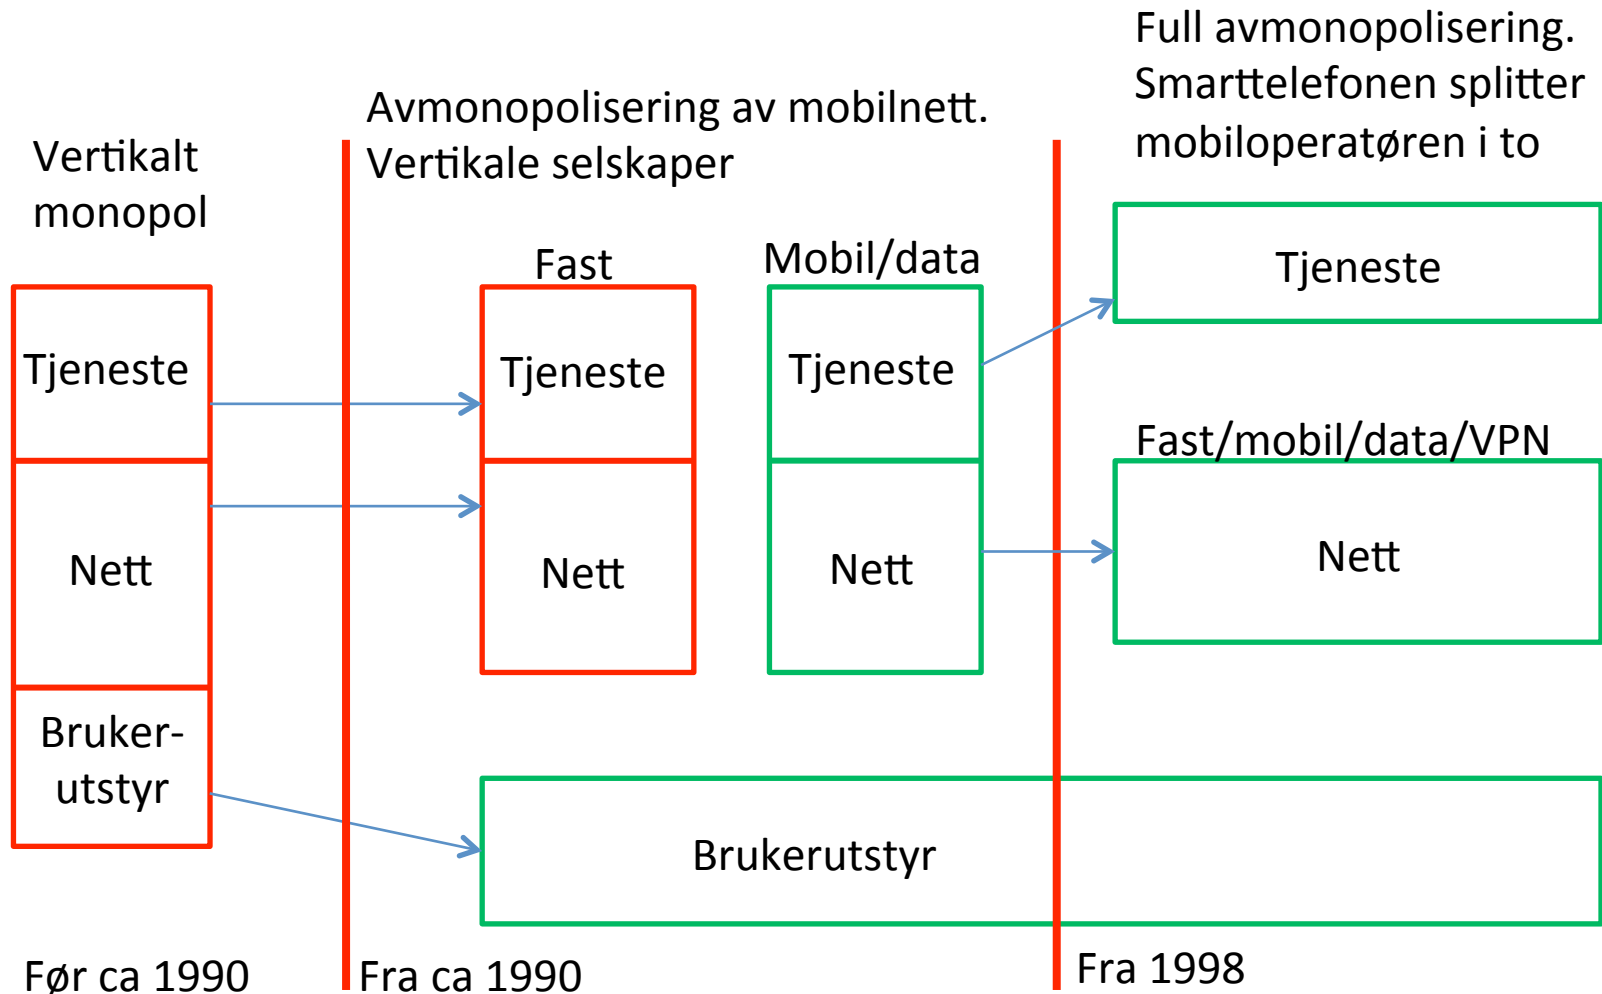 Vertikalt
monopol
Tjeneste
Nett
Bruker-
utstyr
Før ca 1990
Avmonopolisering av mobilnett.
Vertikale selskaper
Fast
Tjeneste
Nett
Mobil/data
Tjeneste
Nett
Brukerutstyr
Fra ca 1990
Full avmonopolisering.
Smarttelefonen splitter
mobiloperatøren i to
Tjeneste
Fast/mobil/data/VPN
Nett
Fra 1998